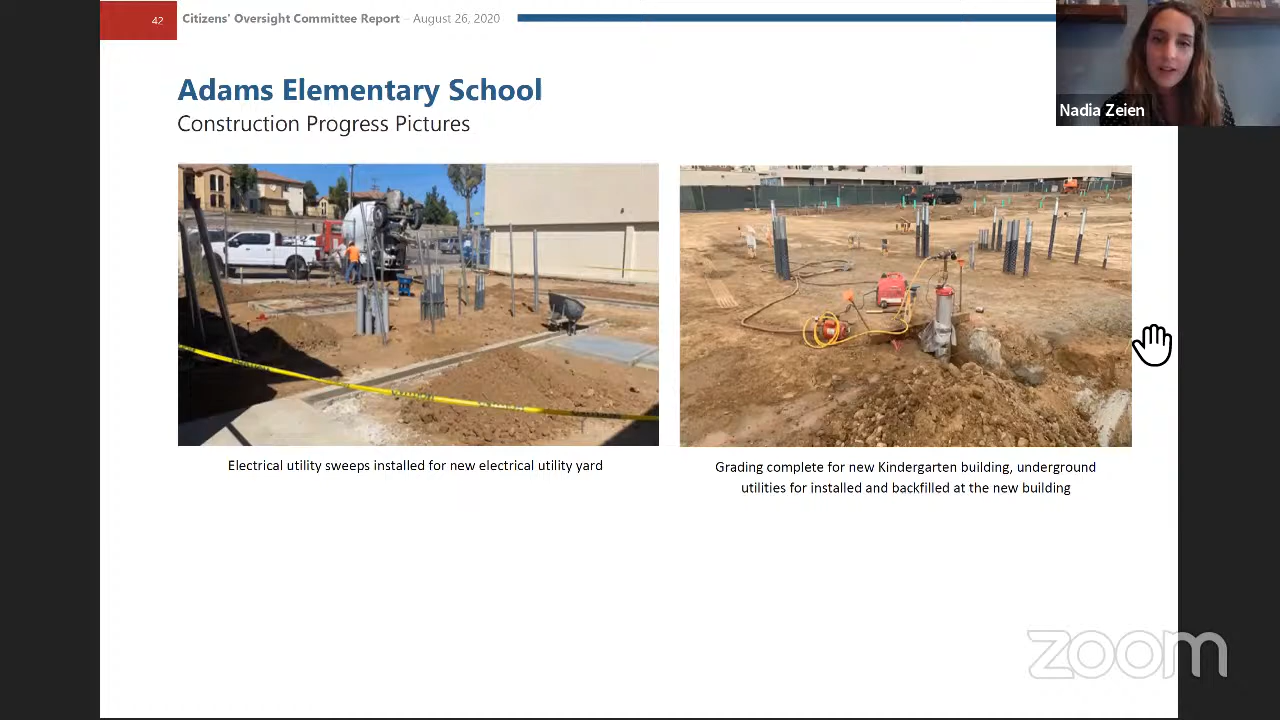 42
Citizens' Oversight Committee Report – August 26, 2020
Nadia Zeien
Adams Elementary School
Construction Progress Pictures
CAUTION
Electrical utility sweeps installed for new electrical utility yard
Grading complete for new Kindergarten building, underground
utilities for installed and backfilled at the new building
zoom